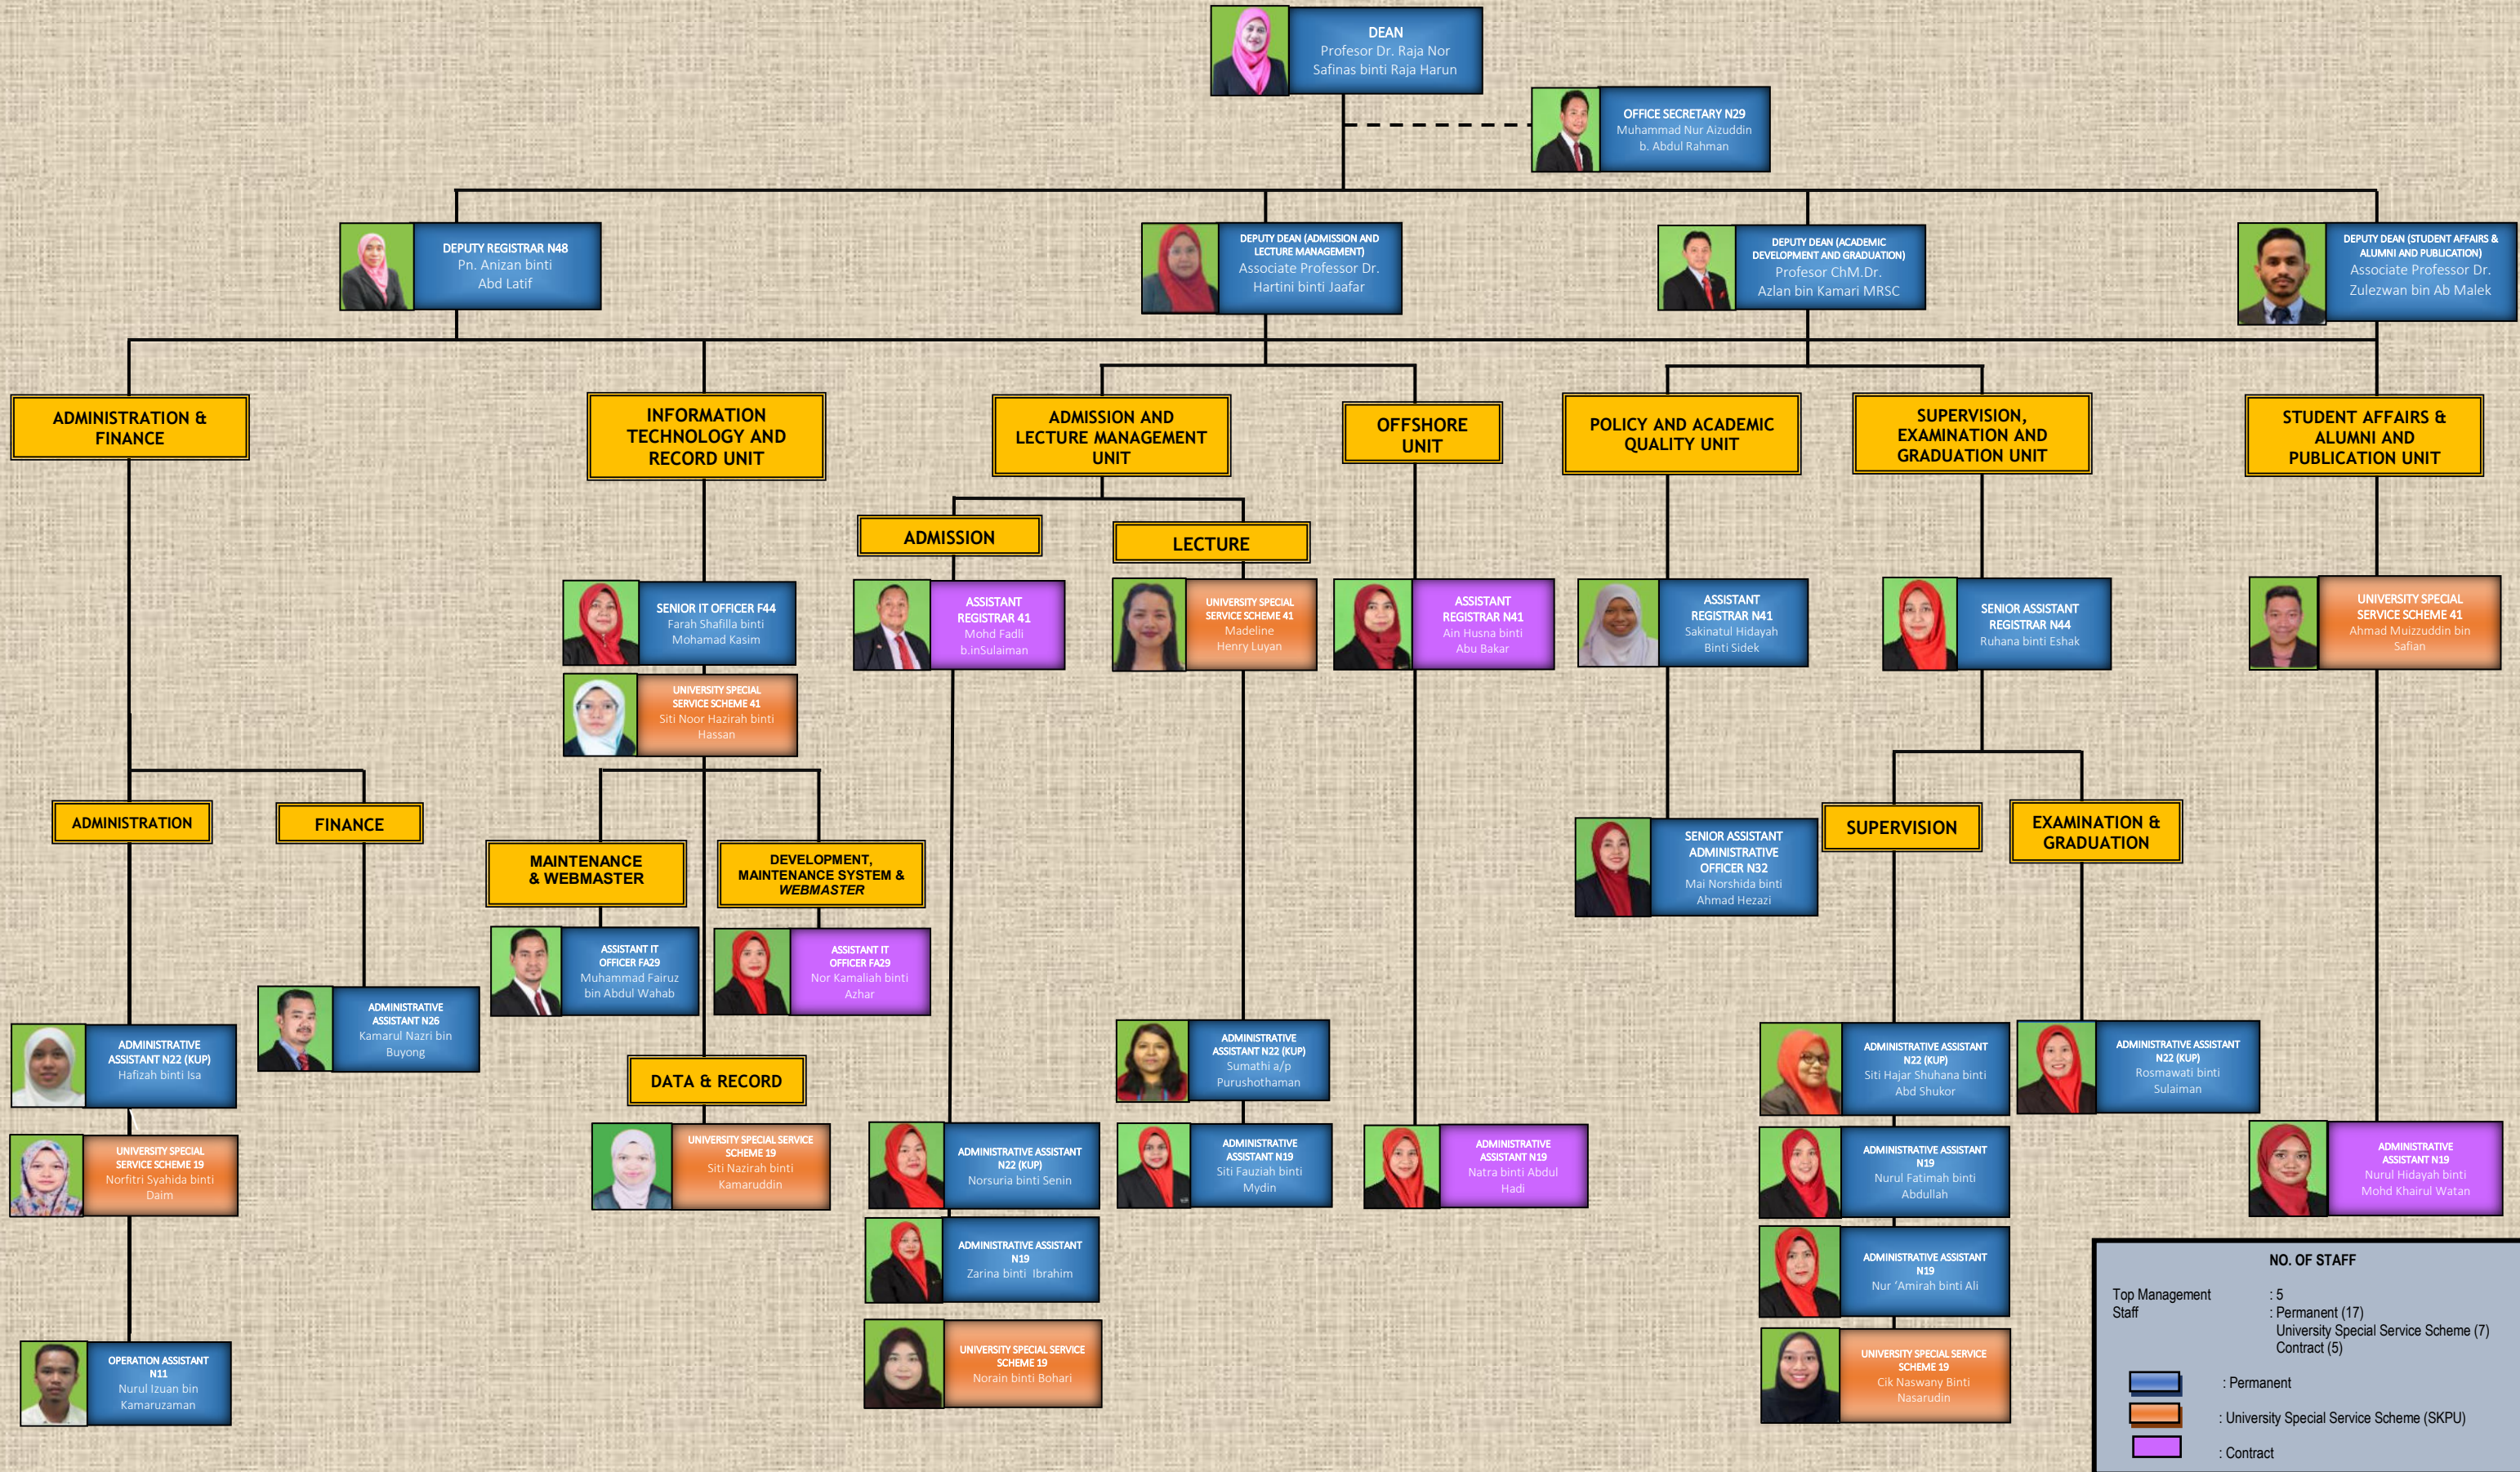 DEAN
Profesor Dr. Raja Nor
Safinas binti Raja Harun
OFFICE SECRETARY N29
Muhammad Nur Aizuddin
b. Abdul Rahman
DEPUTY REGISTRAR N48
Pn. Anizan binti
Abd Latif
DEPUTY DEAN (ADMISSION AND
LECTURE MANAGEMENT)
Associate Professor Dr.
Hartini binti Jaafar
DEPUTY DEAN (ACADEMIC
DEVELOPMENT AND GRADUATION)
Profesor ChM.Dr.
Azlan bin Kamari MRSC
DEPUTY DEAN (STUDENT AFFAIRS &
ALUMNI AND PUBLICATION)
Associate Professor Dr.
Zulezwan bin Ab Malek
ADMINISTRATION &
FINANCE
INFORMATION
TECHNOLOGY AND
RECORD UNIT
ADMISSION AND
LECTURE MANAGEMENT
UNIT
OFFSHORE
UNIT
POLICY AND ACADEMIC
QUALITY UNIT
SUPERVISION,
EXAMINATION AND
GRADUATION UNIT
STUDENT AFFAIRS &
ALUMNI AND
PUBLICATION UNIT
ADMISSION
LECTURE
SENIOR IT OFFICER F44
Farah Shafilla binti
Mohamad Kasim
ASSISTANT
REGISTRAR 41
Mohd Fadli
b.inSulaiman
UNIVERSITY SPECIAL
SERVICE SCHEME 41
Madeline
Henry Luyan
ASSISTANT
REGISTRAR N41
Ain Husna binti
Abu Bakar
ASSISTANT
REGISTRAR N41
Sakinatul Hidayah
Binti Sidek
SENIOR ASSISTANT
REGISTRAR N44
Ruhana binti Eshak
UNIVERSITY SPECIAL
SERVICE SCHEME 41
Ahmad Muizzuddin bin
Safian
UNIVERSITY SPECIAL
SERVICE SCHEME 41
Siti Noor Hazirah binti
Hassan
ADMINISTRATION
FINANCE
MAINTENANCE
& WEBMASTER
DEVELOPMENT,
MAINTENANCE SYSTEM &
WEBMASTER
SENIOR ASSISTANT
ADMINISTRATIVE
OFFICER N32
Mai Norshida binti
Ahmad Hezazi
SUPERVISION
EXAMINATION &
GRADUATION
ASSISTANT IT
OFFICER FA29
Muhammad Fairuz
bin Abdul Wahab
ASSISTANT IT
OFFICER FA29
Nor Kamaliah binti
Azhar
ADMINISTRATIVE
ASSISTANT N22 (KUP)
Hafizah binti Isa
ADMINISTRATIVE
ASSISTANT N26
Kamarul Nazri bin
Buyong
DATA & RECORD
ADMINISTRATIVE
ASSISTANT N22 (KUP)
Sumathi a/p
Purushothaman
ADMINISTRATIVE ASSISTANT
N22 (KUP)
Siti Hajar Shuhana binti
Abd Shukor
ADMINISTRATIVE ASSISTANT
N22 (KUP)
Rosmawati binti
Sulaiman
UNIVERSITY SPECIAL
SERVICE SCHEME 19
Norfitri Syahida binti
Daim
UNIVERSITY SPECIAL SERVICE
SCHEME 19
Siti Nazirah binti
Kamaruddin
ADMINISTRATIVE ASSISTANT
N22 (KUP)
Norsuria binti Senin
ADMINISTRATIVE
ASSISTANT N19
Siti Fauziah binti
Mydin
ADMINISTRATIVE
ASSISTANT N19
Natra binti Abdul
Hadi
ADMINISTRATIVE ASSISTANT
N19
Nurul Fatimah binti
Abdullah
ADMINISTRATIVE
ASSISTANT N19
Nurul Hidayah binti
Mohd Khairul Watan
ADMINISTRATIVE ASSISTANT
N19
Zarina binti Ibrahim
ADMINISTRATIVE ASSISTANT
N19
Nur ‘Amirah binti Ali
OPERATION ASSISTANT
N11
Nurul Izuan bin
Kamaruzaman
UNIVERSITY SPECIAL SERVICE
SCHEME 19
Norain binti Bohari
UNIVERSITY SPECIAL SERVICE
SCHEME 19
Cik Naswany Binti
Nasarudin
NO. OF STAFF
Top Management : 5
Staff : Permanent (17)
University Special Service Scheme (7)
Contract (5)
: Permanent
: University Special Service Scheme (SKPU)
: Contract